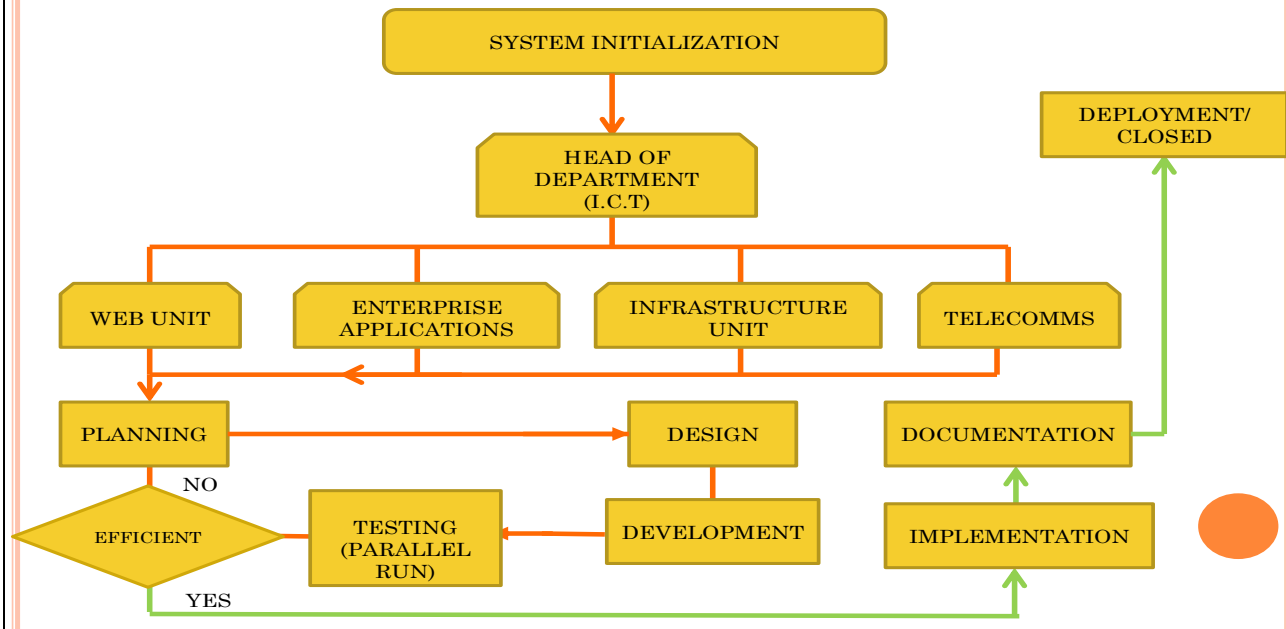 SYSTEM INITIALIZATION
DEPLOYMENT/
CLOSED
HEAD OF
DEPARTMENT
(I.C.T)
WEB UNIT
ENTERPRISE
APPLICATIONS
INFRASTRUCTURE
UNIT
TELECOMMS
PLANNING
DESIGN
DOCUMENTATION
NO
EFFICIENT
TESTING
(PARALLEL
RUN)
DEVELOPMENT
IMPLEMENTATION
YES